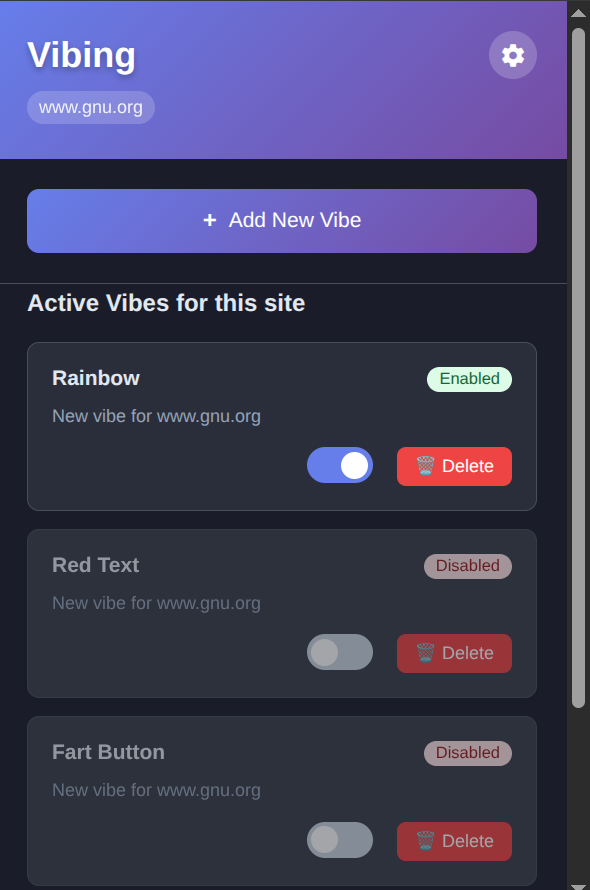 Vibing
www.gnu.org
+ Add New Vibe
Active Vibes for this site
Rainbow
Enabled
New vibe for www.gnu.org
Delete
Red Text
Disabled
New vibe for www.gnu.org
Delete
Fart Button
Disabled
New vibe for www.gnu.org
Delete